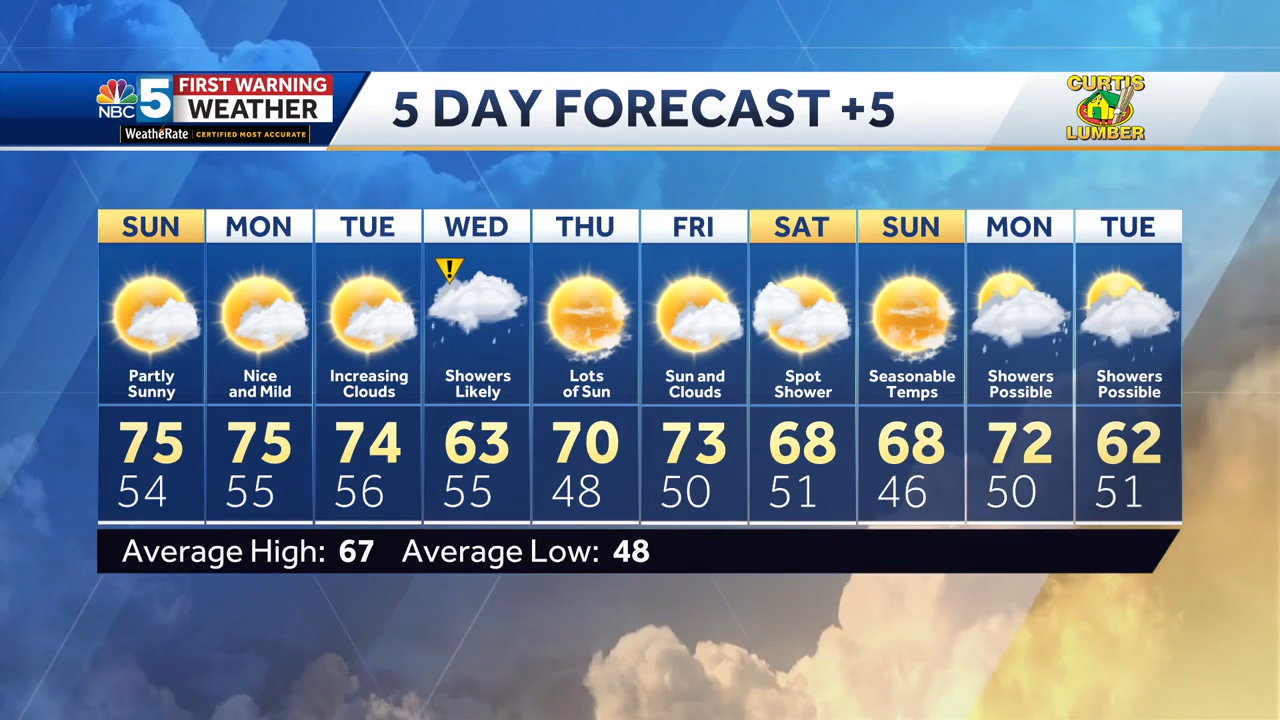 FIRST WARNING
NBC 5 WEATHER
WeatheRate CERTIFIED MOST ACCURATE
5 DAY FORECAST +5
CURTIS
LUMBER
SUN MON TUE WED THU FRI SAT SUN MON TUE
!
Partly Nice Increasing Showers Lots Sun and Spot Seasonable Showers Showers
Sunny and Mild Clouds Likely of Sun Clouds Shower Temps Possible Possible
75 75 74 63 70 73 68 68 72 62
54 55 56 55 48 50 51 46 50 51
Average High: 67 Average Low: 48